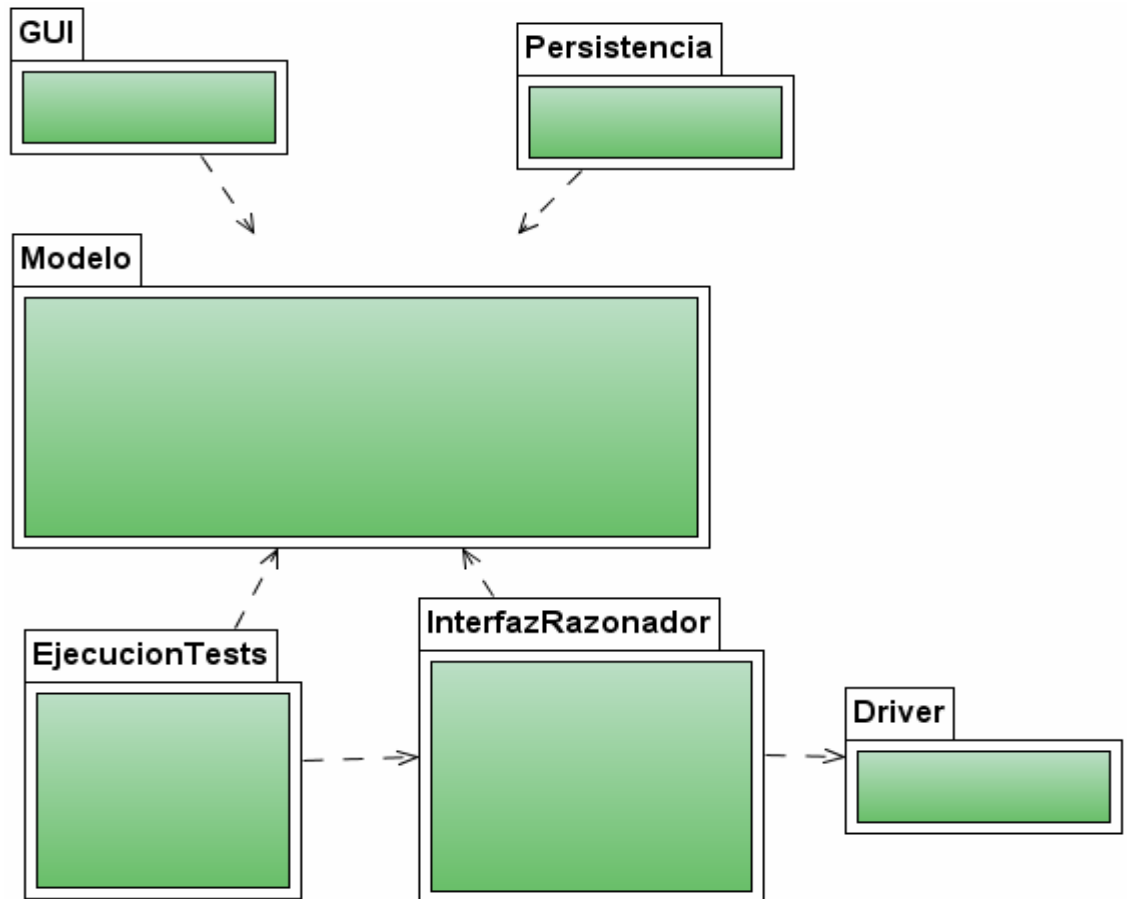 GUI
Persistencia
Modelo
InterfazRazonador
EjecucionTests
Driver